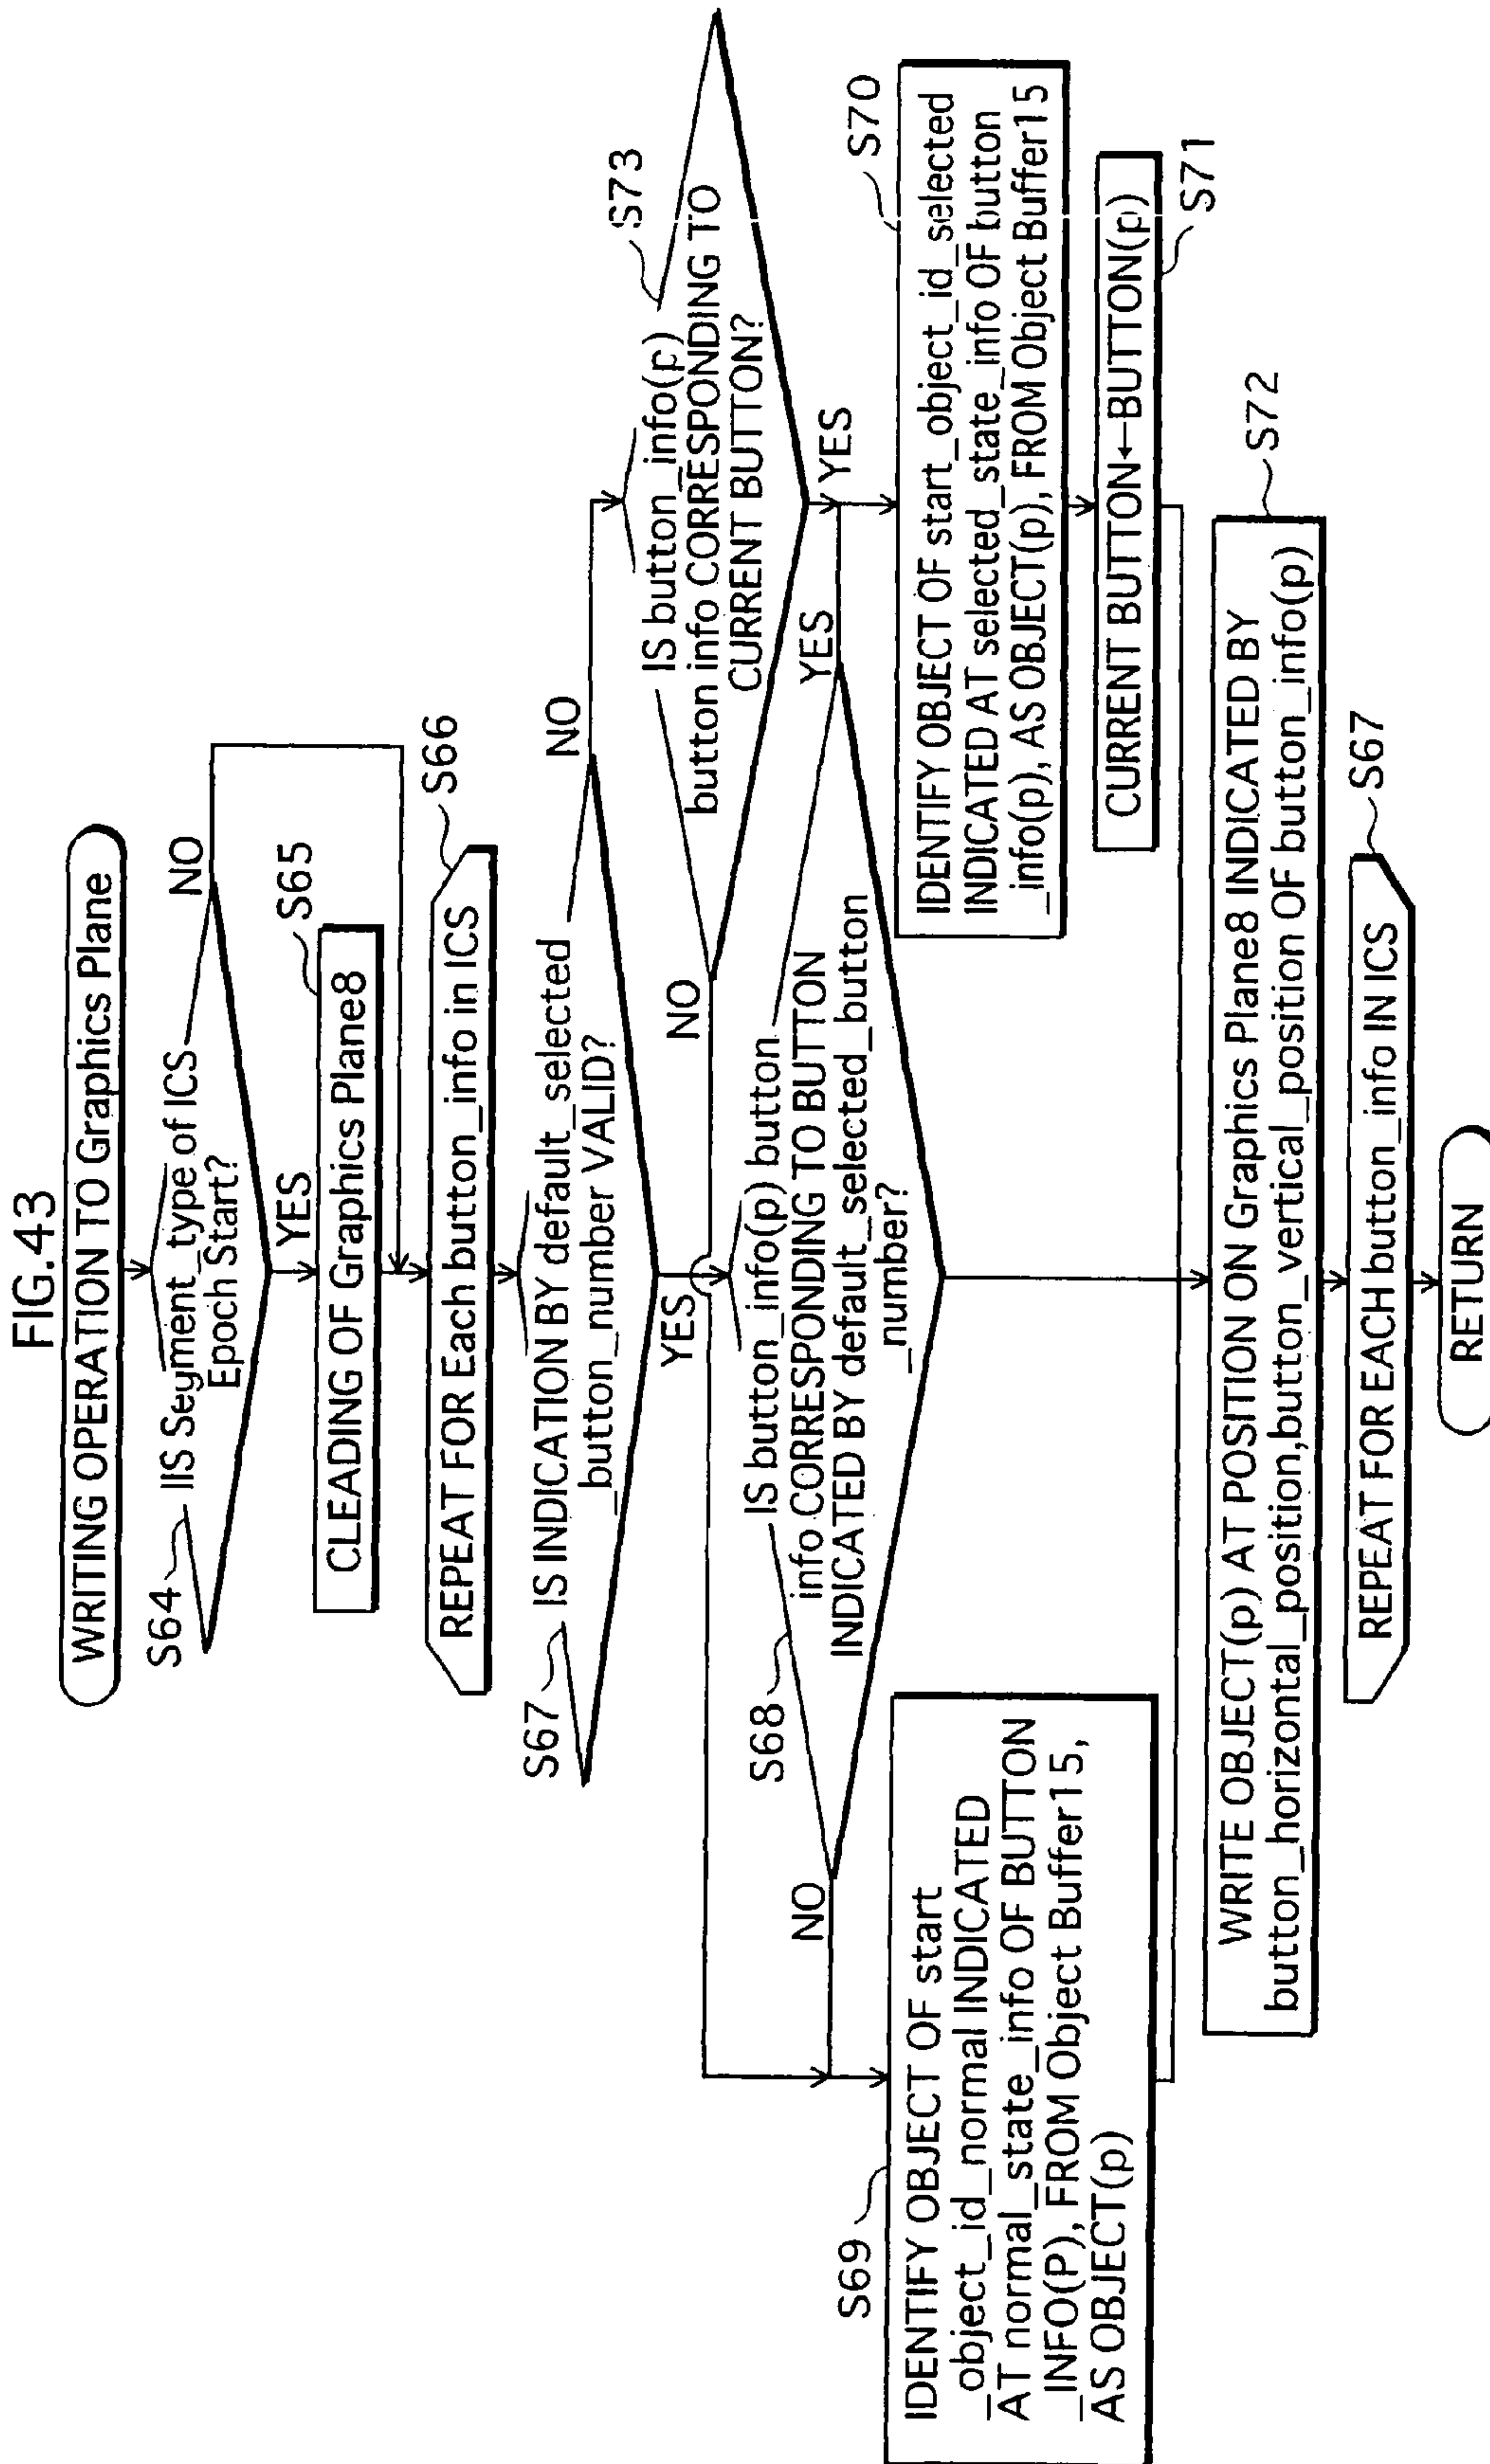 FIG.43
WRITING OPERATION TO Graphics Plane
S64
IIS Segment_type of ICS
Epoch Start?
NO
YES
S65
CLEADING OF Graphics Plane8
S66
REPEAT FOR Each button_info in ICS
S67
IS INDICATION BY default_selected
_button_number VALID?
NO
YES
S73
IS button_info(p)
button info CORRESPONDING TO
CURRENT BUTTON?
NO
YES
S68
IS button_info(p) button
info CORRESPONDING TO BUTTON
INDICATED BY default_selected_button
_number?
NO
YES
S69
IDENTIFY OBJECT OF start
_object_id_normal INDICATED
AT normal_state_info OF BUTTON
_INFO(P), FROM Object Buffer15,
AS OBJECT(p)
S70
IDENTIFY OBJECT OF start_object_id_selected
INDICATED AT selected_state_info OF button
_info(p), AS OBJECT(p), FROM Object Buffer15
S71
CURRENT BUTTON←BUTTON(p)
S72
WRITE OBJECT(p) AT POSITION ON Graphics Plane8 INDICATED BY
button_horizontal_position,button_vertical_position OF button_info(p)
S67
REPEAT FOR EACH button_info IN ICS
RETURN